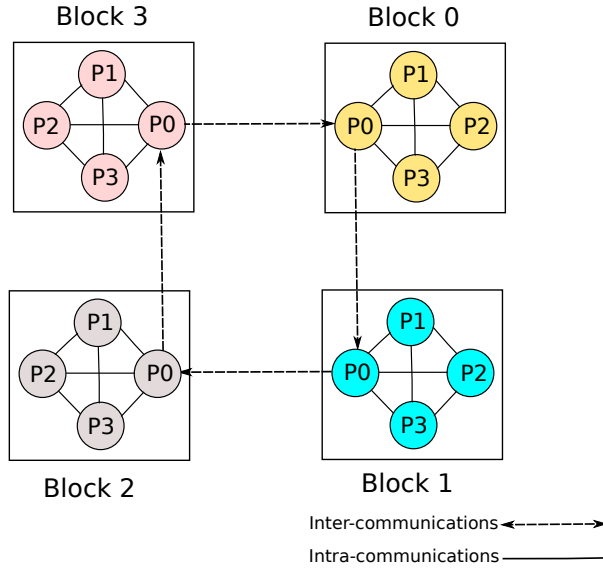 Block 3
Block 0
P1
P2
P0
P3
P1
P0
P2
P3
P1
P2
P0
P3
P1
P0
P2
P3
Block 2
Block 1
Inter-communications
Intra-communications